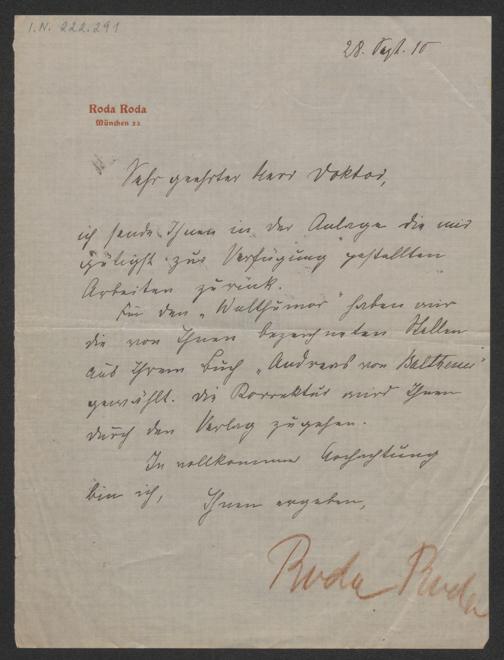 I.N. 222.291
28. Sept. 10
Roda Roda
München 22
Sehr geehrter Herr Doktor,
ich sende Ihnen in der Anlage die mir
gütigst zur Verfügung gestellten
Arbeiten zurück.
Für den „Welthumor" haben wir
die von Ihnen bezeichneten Stellen
aus Ihrem Buch „Andreas von Balthesser"
gewählt. Die Korrektur wird Ihnen
durch den Verlag zugehen.
In vollkommener Hochachtung
bin ich, Ihnen ergeben,
Roda Roda